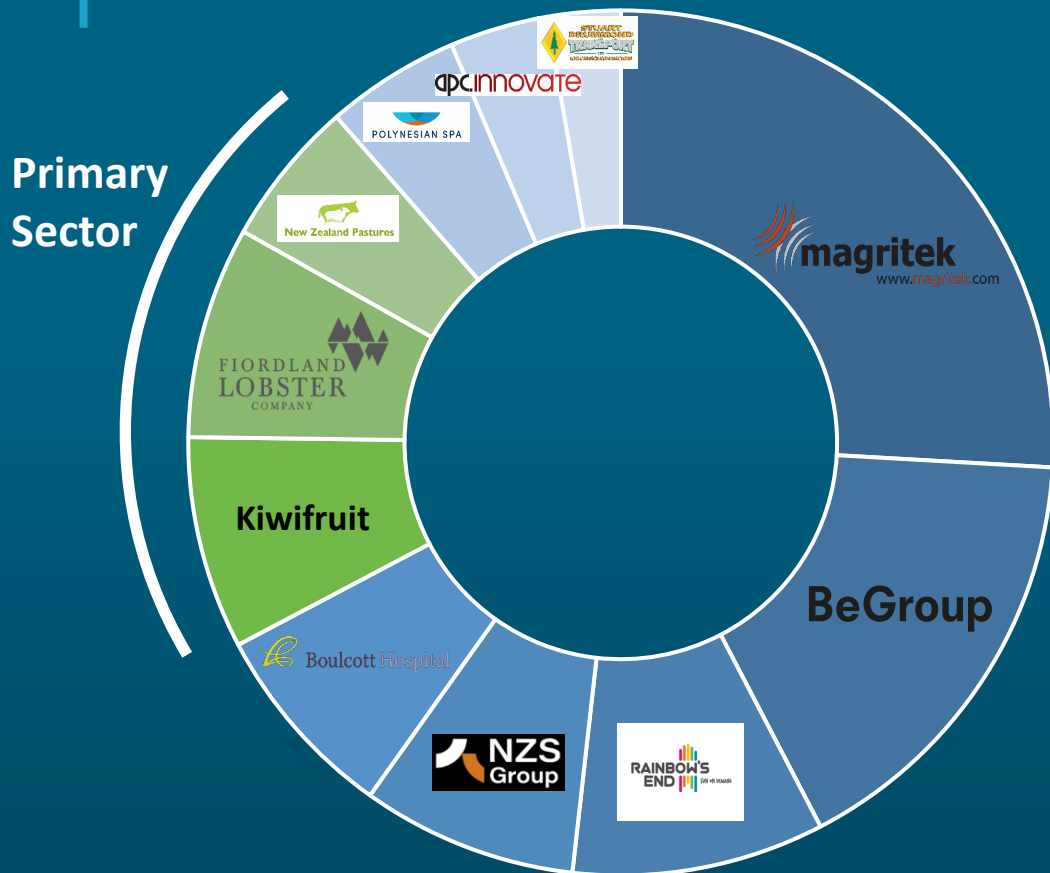 Primary
Sector
STUART
DRUMMOND
TRANSPORT
apc.innovate
POLYNESIAN SPA
New Zealand Pastures
magritek
www.magritek.com
FIORDLAND
LOBSTER
COMPANY
Kiwifruit
BeGroup
Boulcott Hospital
NZS
Group
RAINBOW'S
END